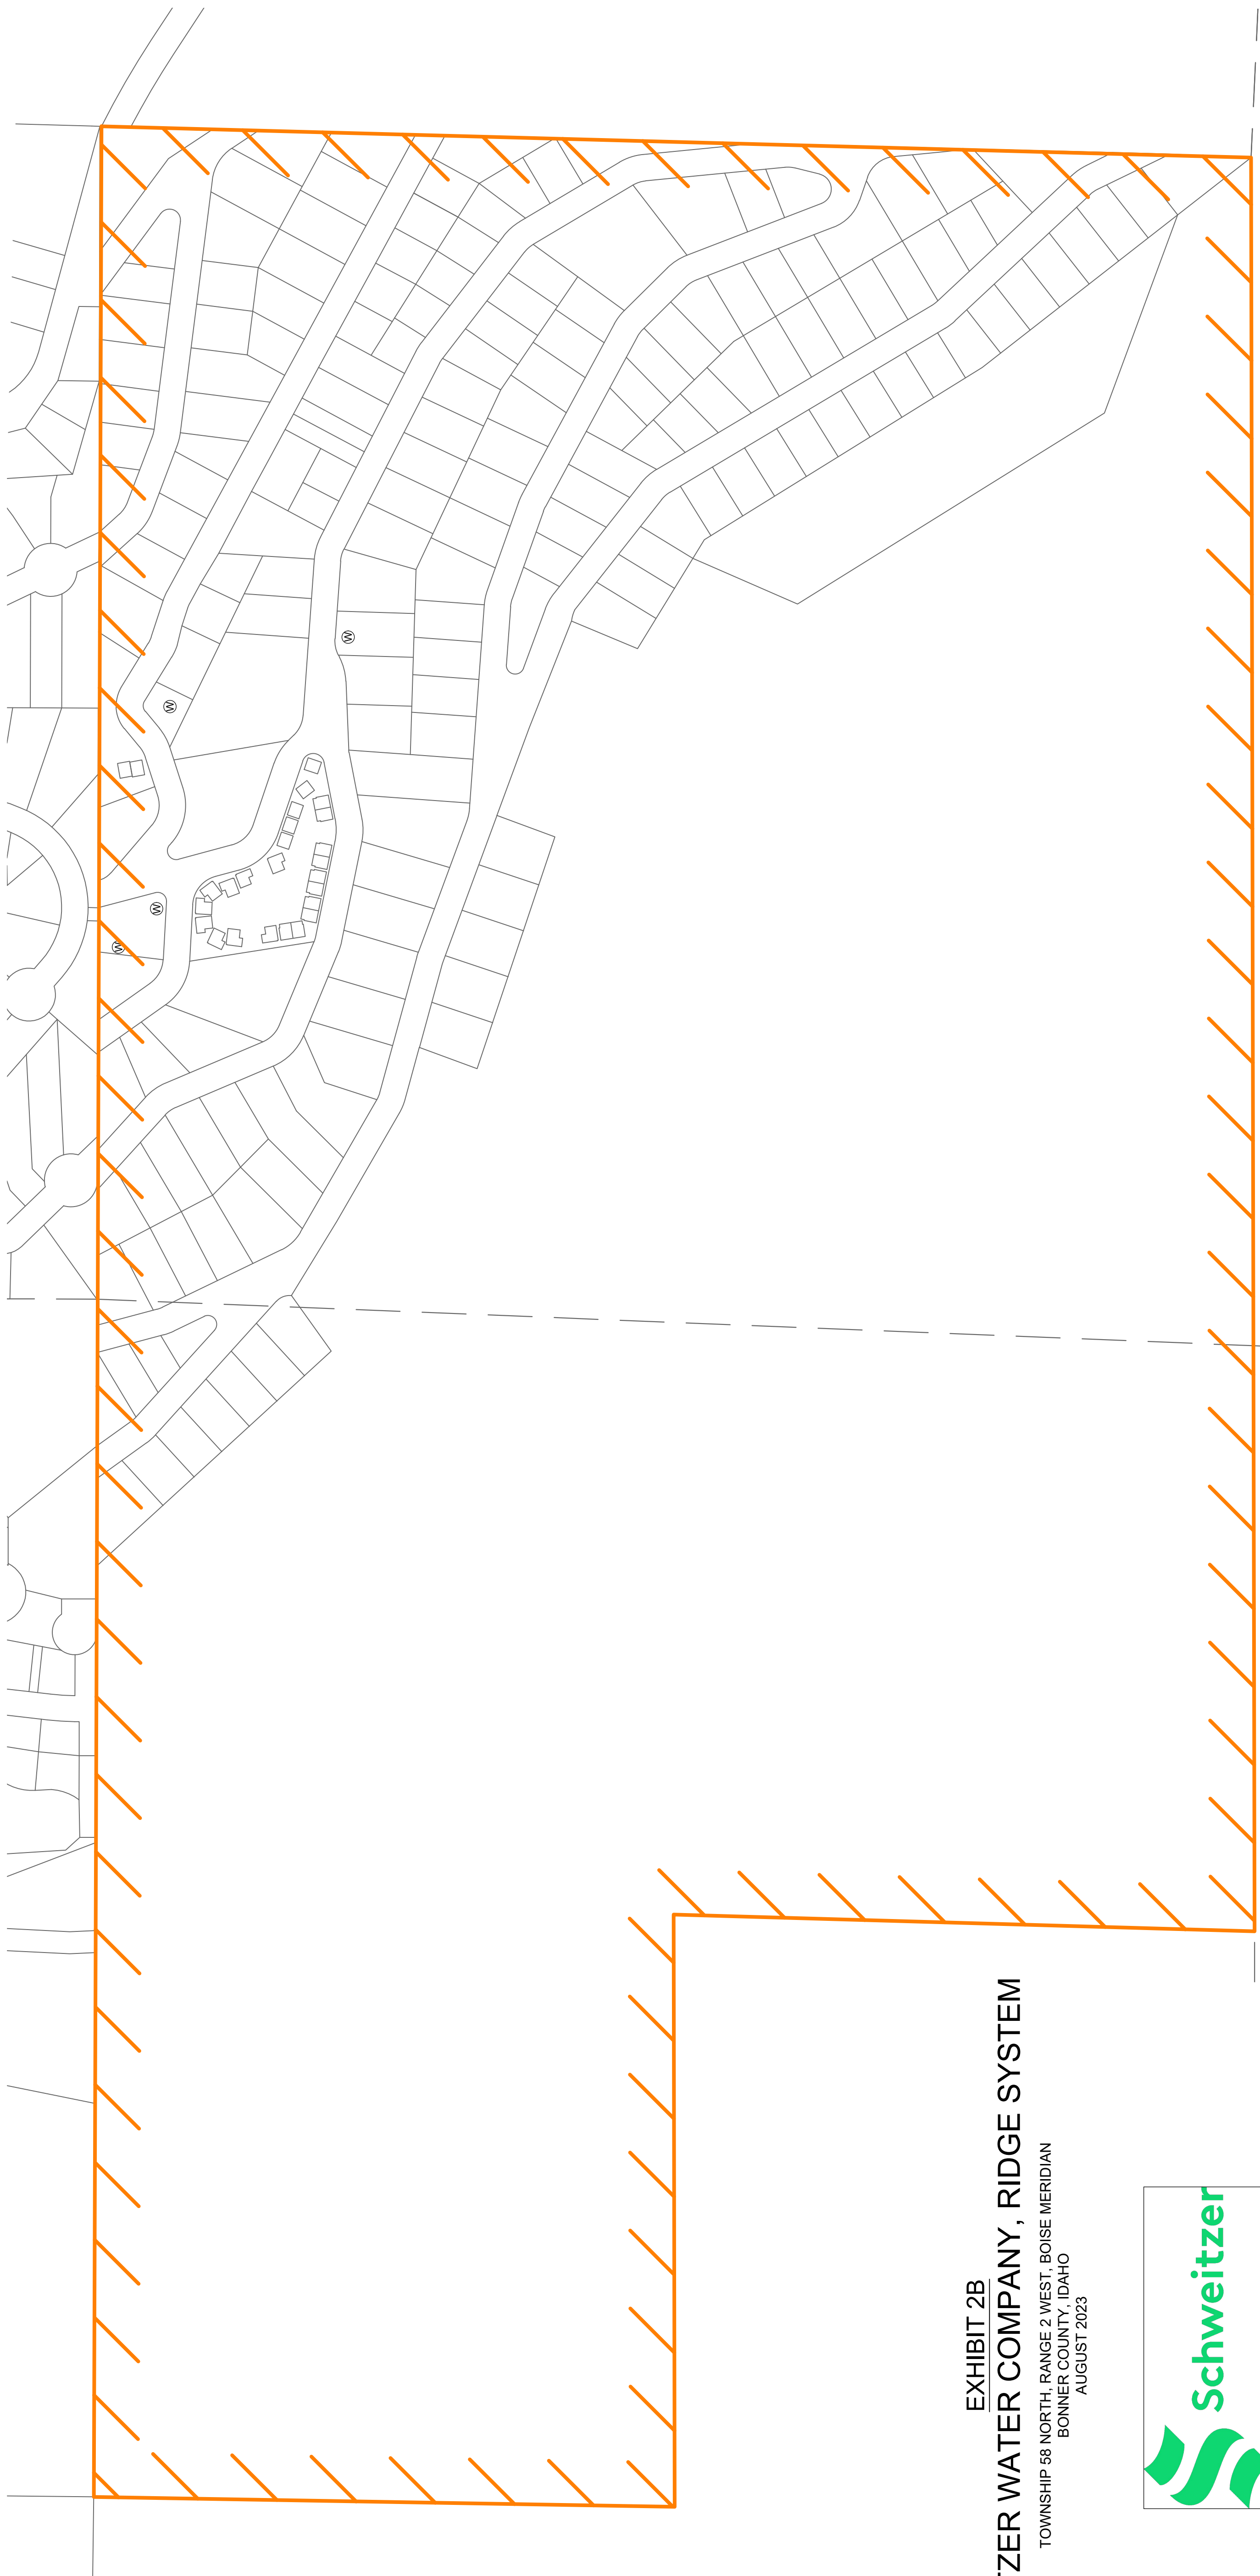 EXHIBIT 2B
TZER WATER COMPANY, RIDGE SYSTEM
TOWNSHIP 58 NORTH, RANGE 2 WEST, BOISE MERIDIAN
BONNER COUNTY, IDAHO
AUGUST 2023
Schweitzer
W
W
W
W